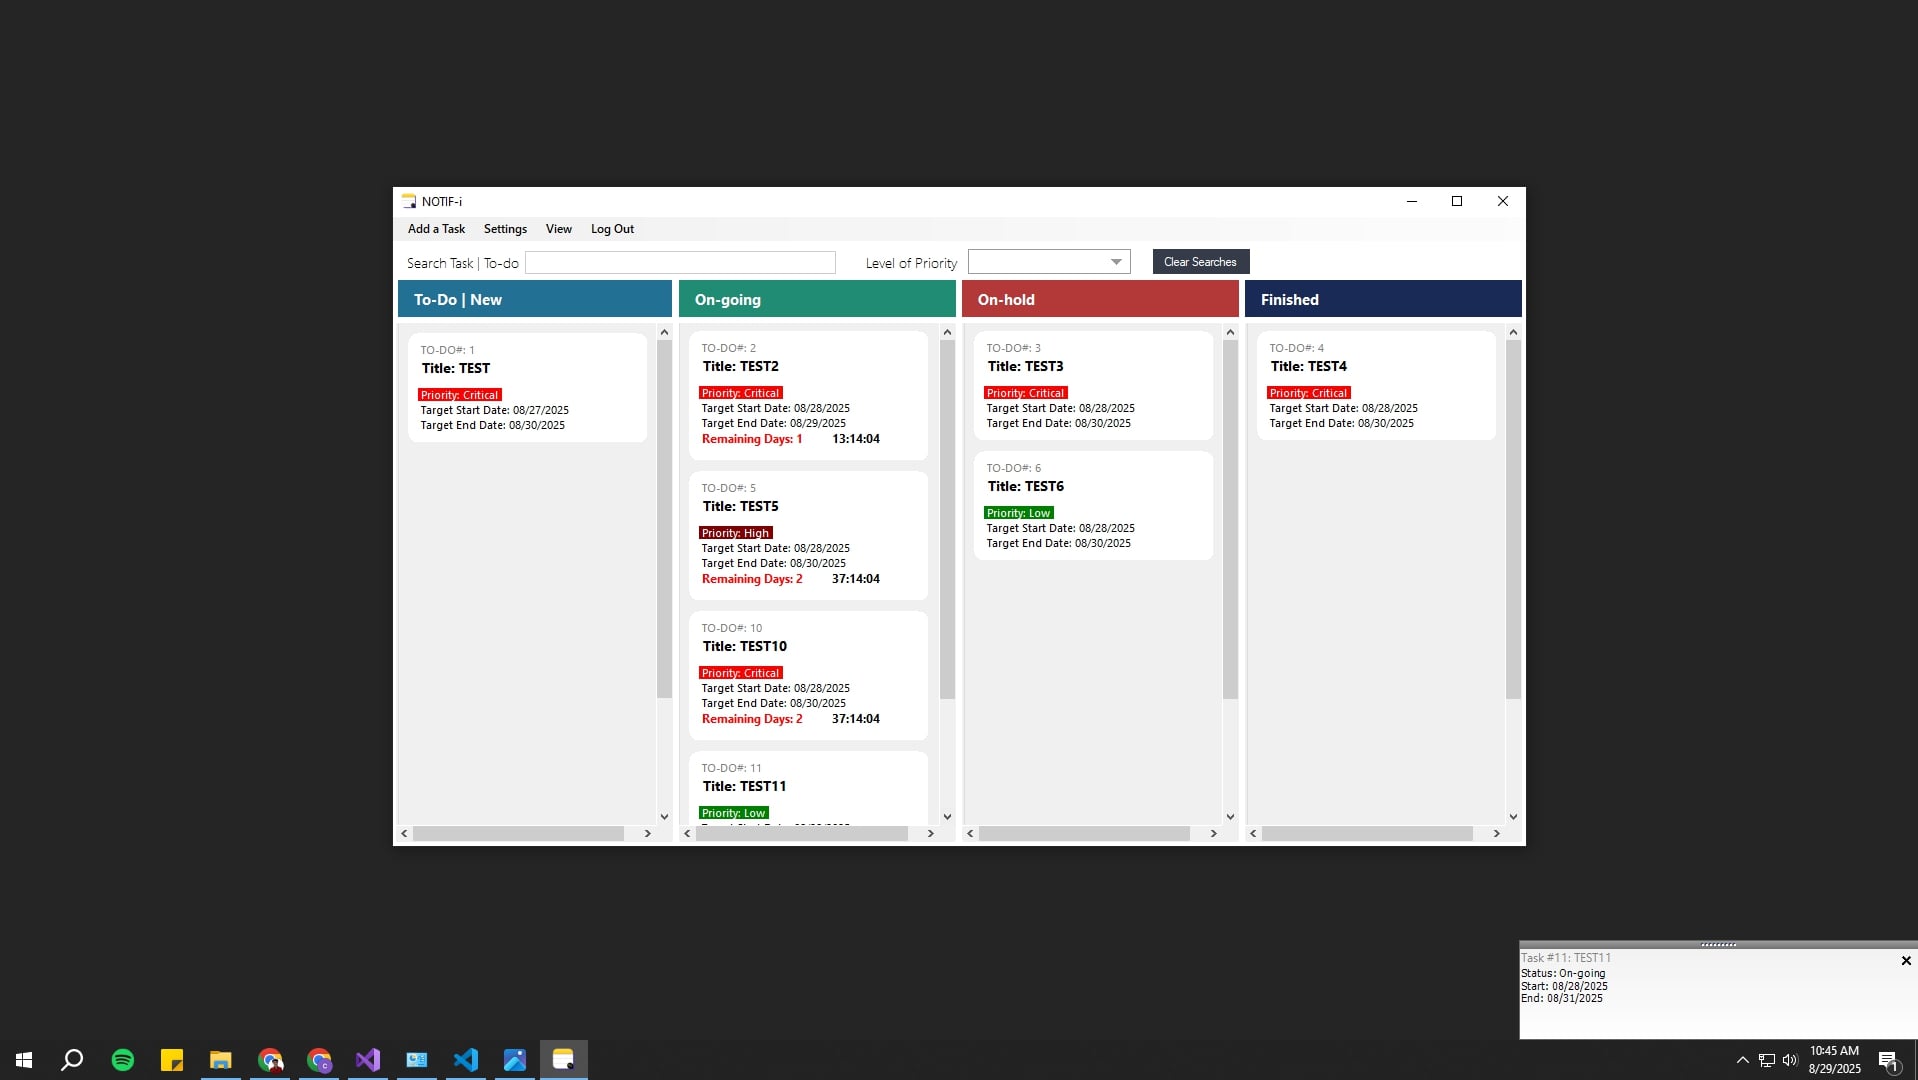 NOTIF-i
Add a Task Settings View Log Out
Search Task | To-do Level of Priority Clear Searches
To-Do | New
TO-DO#: 1
Title: TEST
Priority: Critical
Target Start Date: 08/27/2025
Target End Date: 08/30/2025
On-going
TO-DO#: 2
Title: TEST2
Priority: Critical
Target Start Date: 08/28/2025
Target End Date: 08/29/2025
Remaining Days: 1 13:14:04
TO-DO#: 5
Title: TEST5
Priority: High
Target Start Date: 08/28/2025
Target End Date: 08/30/2025
Remaining Days: 2 37:14:04
TO-DO#: 10
Title: TEST10
Priority: Critical
Target Start Date: 08/28/2025
Target End Date: 08/30/2025
Remaining Days: 2 37:14:04
TO-DO#: 11
Title: TEST11
Priority: Low
On-hold
TO-DO#: 3
Title: TEST3
Priority: Critical
Target Start Date: 08/28/2025
Target End Date: 08/30/2025
TO-DO#: 6
Title: TEST6
Priority: Low
Target Start Date: 08/28/2025
Target End Date: 08/30/2025
Finished
TO-DO#: 4
Title: TEST4
Priority: Critical
Target Start Date: 08/28/2025
Target End Date: 08/30/2025
Task #11: TEST11
Status: On-going
Start: 08/28/2025
End: 08/31/2025
C
10:45 AM
8/29/2025
1